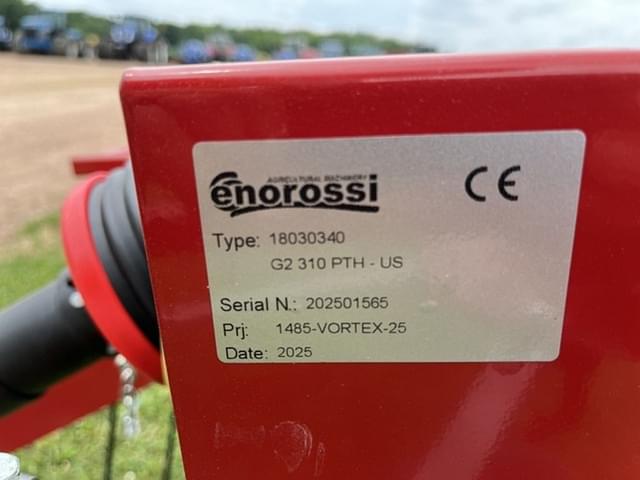 AGRICULTURAL MACHINERY
enorossi
CE
Type: 18030340
G2 310 PTH - US
Serial N.: 202501565
Prj: 1485-VORTEX-25
Date: 2025